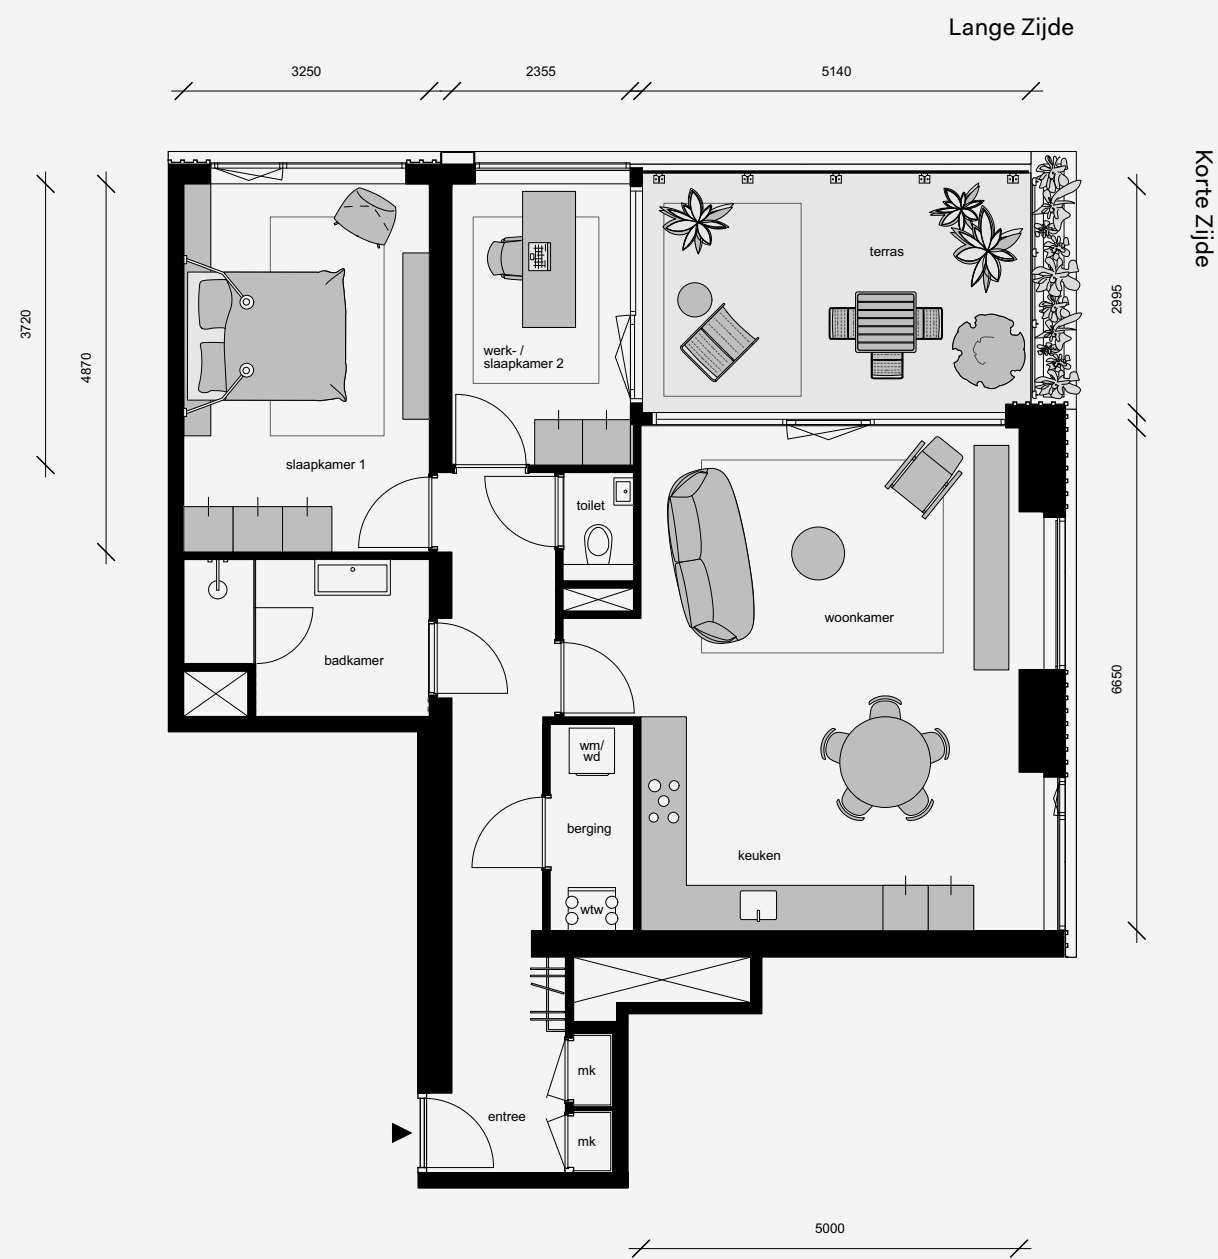 Lange Zijde
3250
2355
5140
Korte Zijde
3720
4870
2995
terras
werk- /
slaapkamer 2
slaapkamer 1
toilet
woonkamer
badkamer
6650
wm/
wd
berging
keuken
wtw
mk
entree
mk
5000